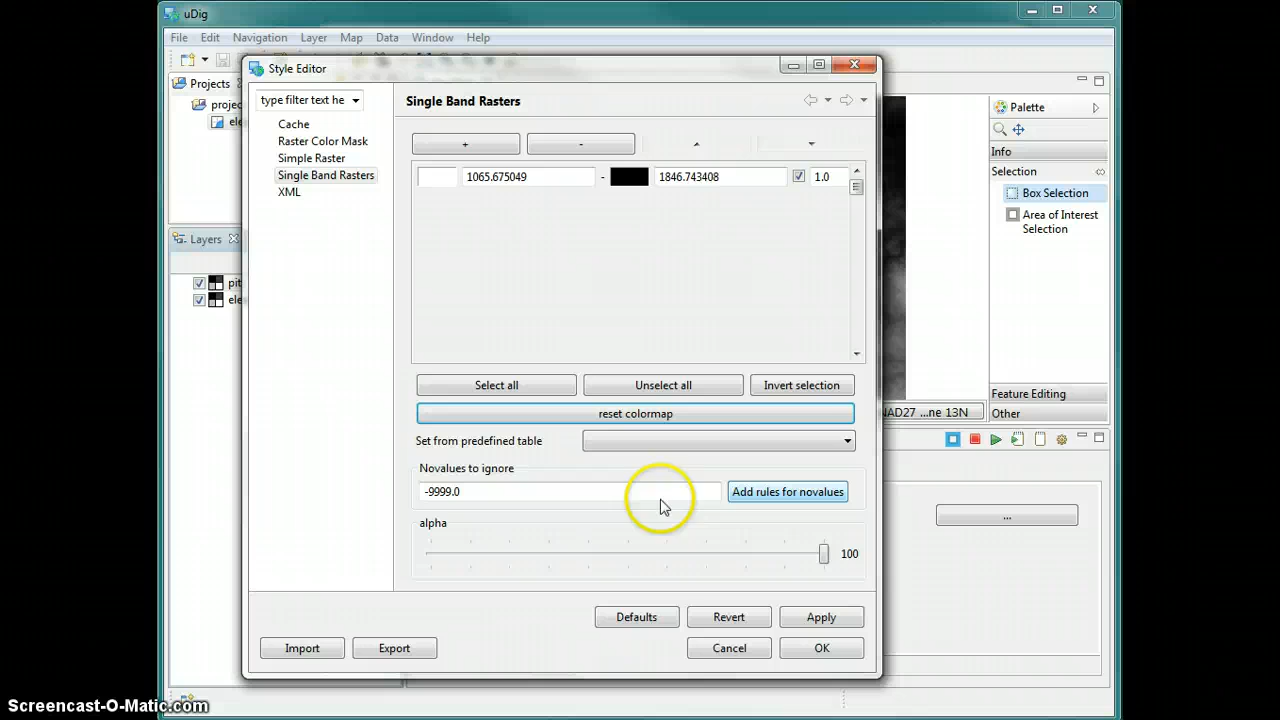 uDig
File Edit Navigation Layer Map Data Window Help
Projects
projec
ele
Layers
pit
ele
Style Editor
type filter text he
Cache
Raster Color Mask
Simple Raster
Single Band Rasters
XML
Single Band Rasters
+ -
1065.675049 - 1846.743408 1.0
Select all Unselect all Invert selection
reset colormap
Set from predefined table
Novalues to ignore
-9999.0 Add rules for novalues
alpha
100
Defaults Revert Apply
Import Export Cancel OK
Palette
Info
Selection
Box Selection
Area of Interest
Selection
Feature Editing
Other
NAD27 ...ne 13N
...
Screencast-O-Matic.com